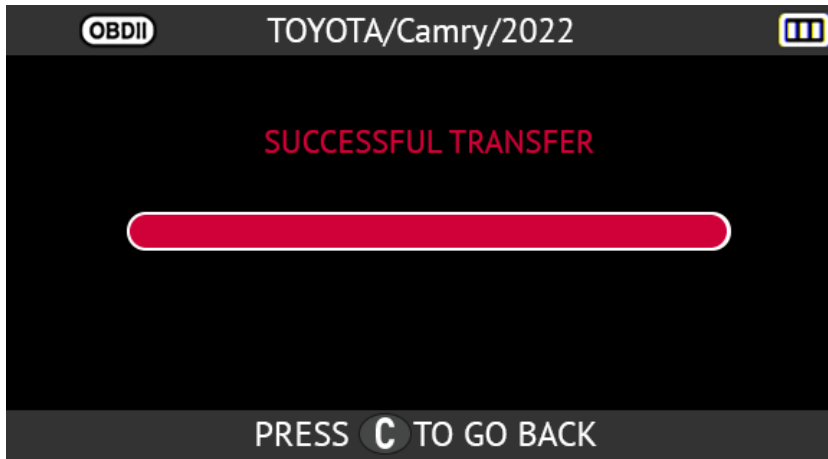 OBDII TOYOTA/Camry/2022
SUCCESSFUL TRANSFER
PRESS C TO GO BACK